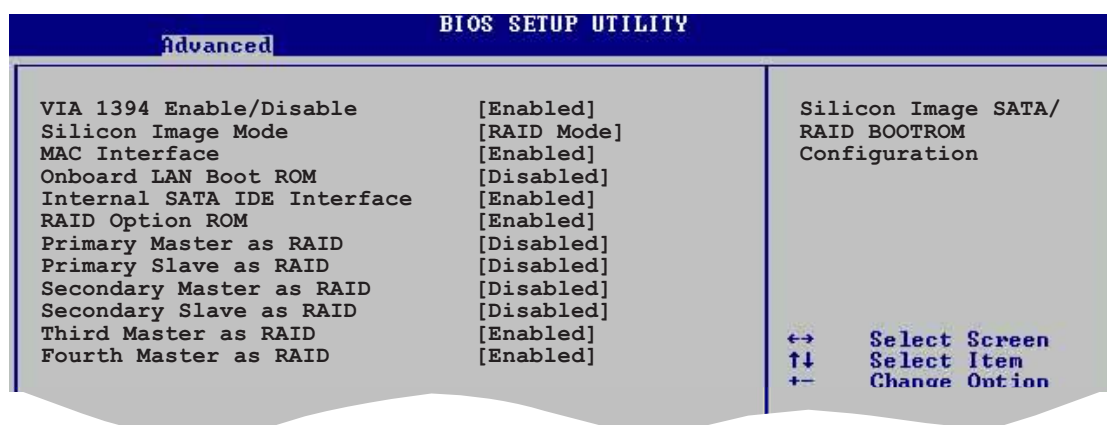 BIOS SETUP UTILITY
Advanced
VIA 1394 Enable/Disable [Enabled]
Silicon Image Mode [RAID Mode]
MAC Interface [Enabled]
Onboard LAN Boot ROM [Disabled]
Internal SATA IDE Interface [Enabled]
RAID Option ROM [Enabled]
Primary Master as RAID [Disabled]
Primary Slave as RAID [Disabled]
Secondary Master as RAID [Disabled]
Secondary Slave as RAID [Disabled]
Third Master as RAID [Enabled]
Fourth Master as RAID [Enabled]
Silicon Image SATA/
RAID BOOTROM
Configuration
←→ Select Screen
↑↓ Select Item
+- Change Option